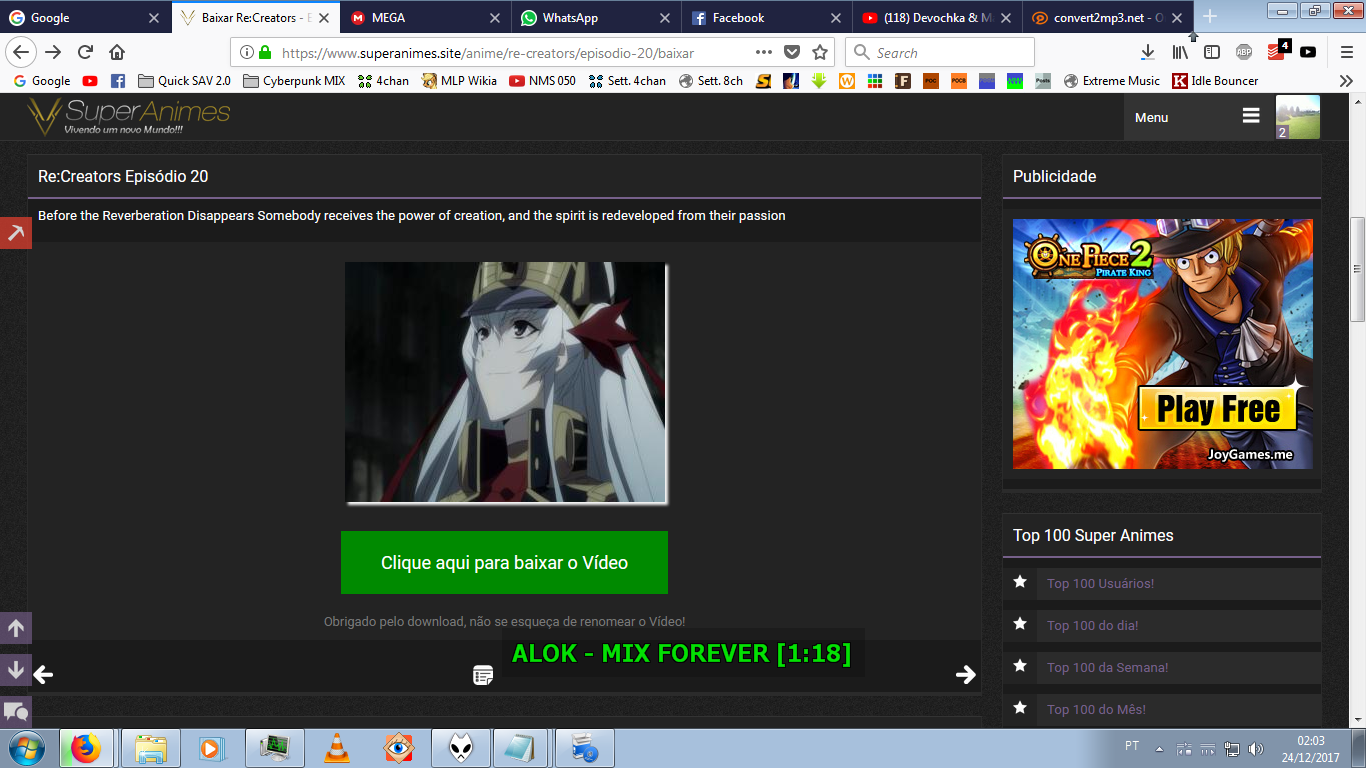 Google
Baixar Re:Creators - E
MEGA
WhatsApp
Facebook
(118) Devochka & M
convert2mp3.net - O
https://www.superanimes.site/anime/re-creators/episodio-20/baixar
Search
ABP
4
Google
Quick SAV 2.0
Cyberpunk MIX
4chan
MLP Wikia
NMS 050
Sett. 4chan
Sett. 8ch
Extreme Music
Idle Bouncer
SuperAnimes
Vivendo um novo Mundo!!!
Menu
2
Re:Creators Episódio 20
Publicidade
Before the Reverberation Disappears Somebody receives the power of creation, and the spirit is redeveloped from their passion
ONE PIECE 2
PIRATE KING
Play Free
JoyGames.me
Clique aqui para baixar o Vídeo
Obrigado pelo download, não se esqueça de renomear o Vídeo!
ALOK - MIX FOREVER [1:18]
Top 100 Super Animes
Top 100 Usuários!
Top 100 do dia!
Top 100 da Semana!
Top 100 do Mês!
PT
02:03
24/12/2017